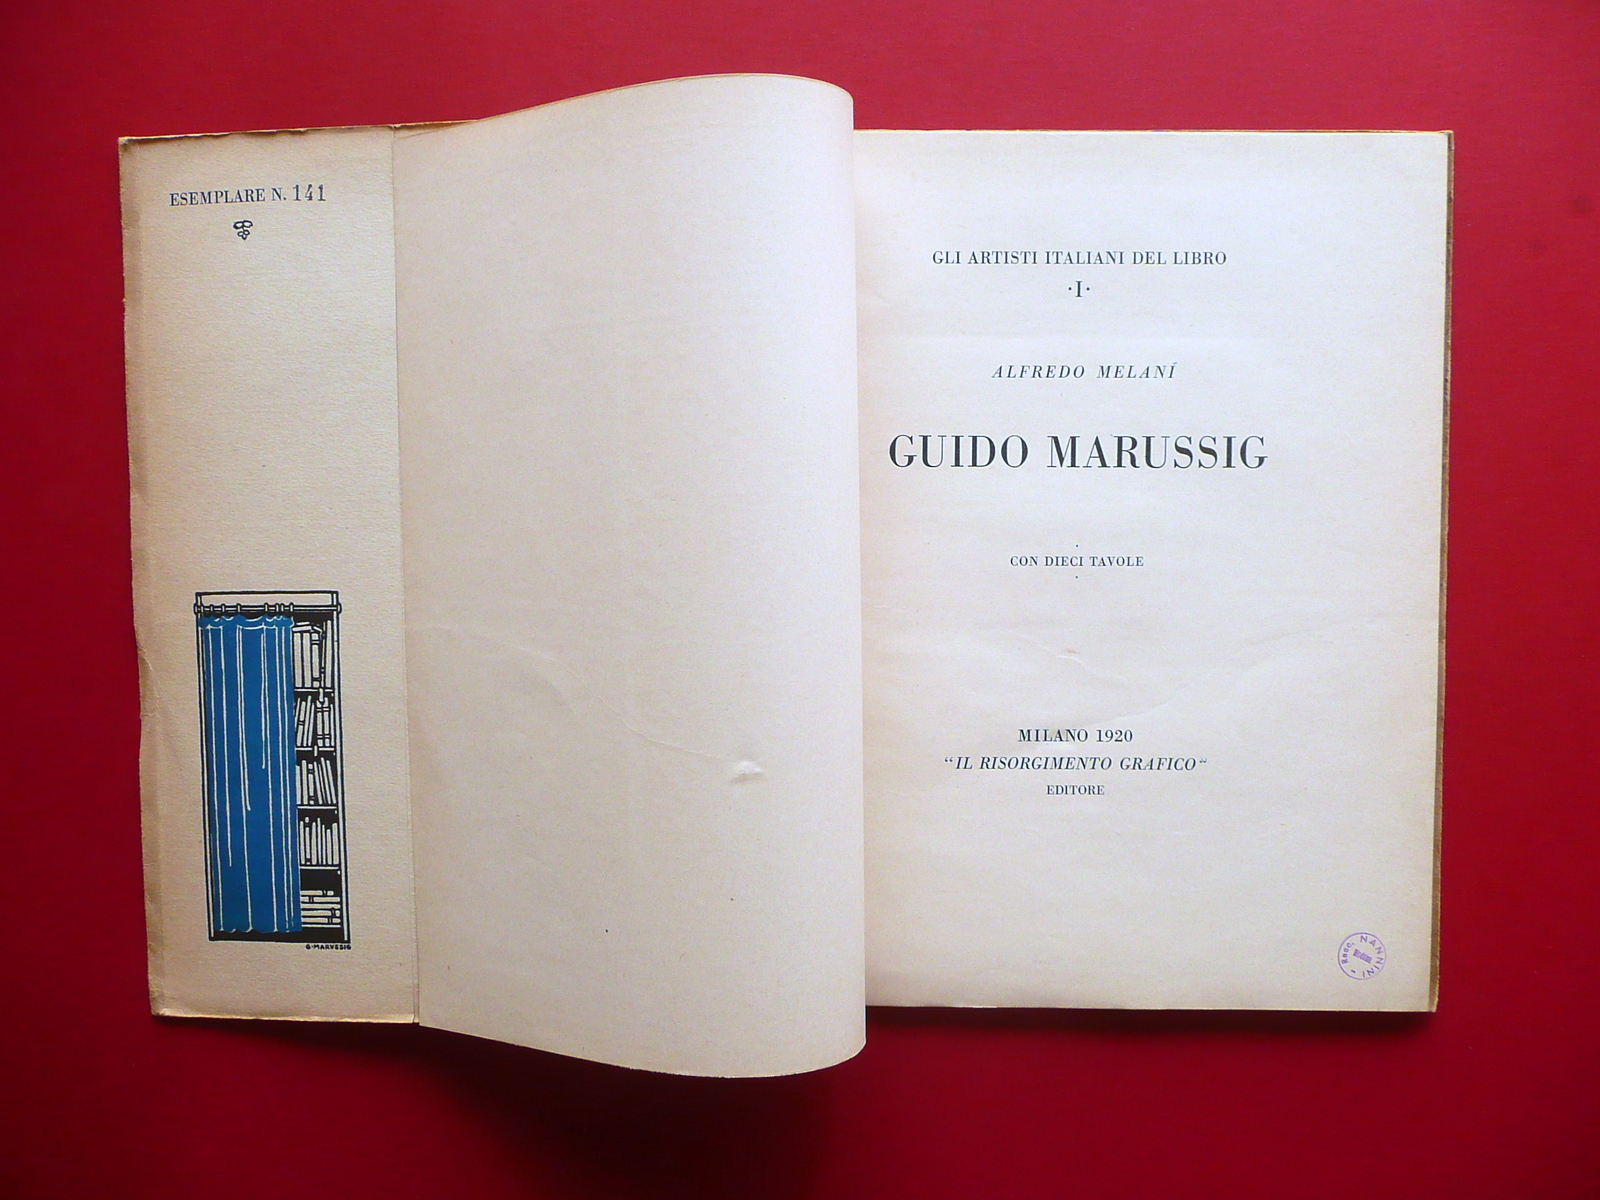 ESEMPLARE N. 141
G·MARVSSIG
GLI ARTISTI ITALIANI DEL LIBRO
·I·
ALFREDO MELANÍ
GUIDO MARUSSIG
CON DIECI TAVOLE
MILANO 1920
“IL RISORGIMENTO GRAFICO”
EDITORE
NANNINI